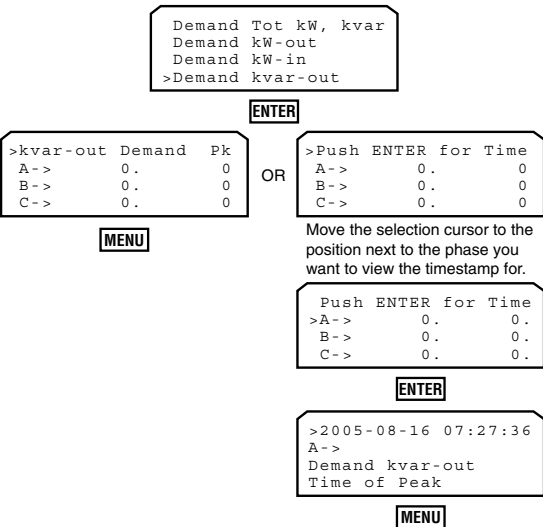 Demand Tot kW, kvar
Demand kW-out
Demand kW-in
>Demand kvar-out
ENTER
>kvar-out Demand Pk
A-> 0. 0
B-> 0. 0
C-> 0. 0
MENU
OR
>Push ENTER for Time
A-> 0. 0
B-> 0. 0
C-> 0. 0
Move the selection cursor to the
position next to the phase you
want to view the timestamp for.
Push ENTER for Time
>A-> 0. 0.
B-> 0. 0.
C-> 0. 0.
ENTER
>2005-08-16 07:27:36
A->
Demand kvar-out
Time of Peak
MENU